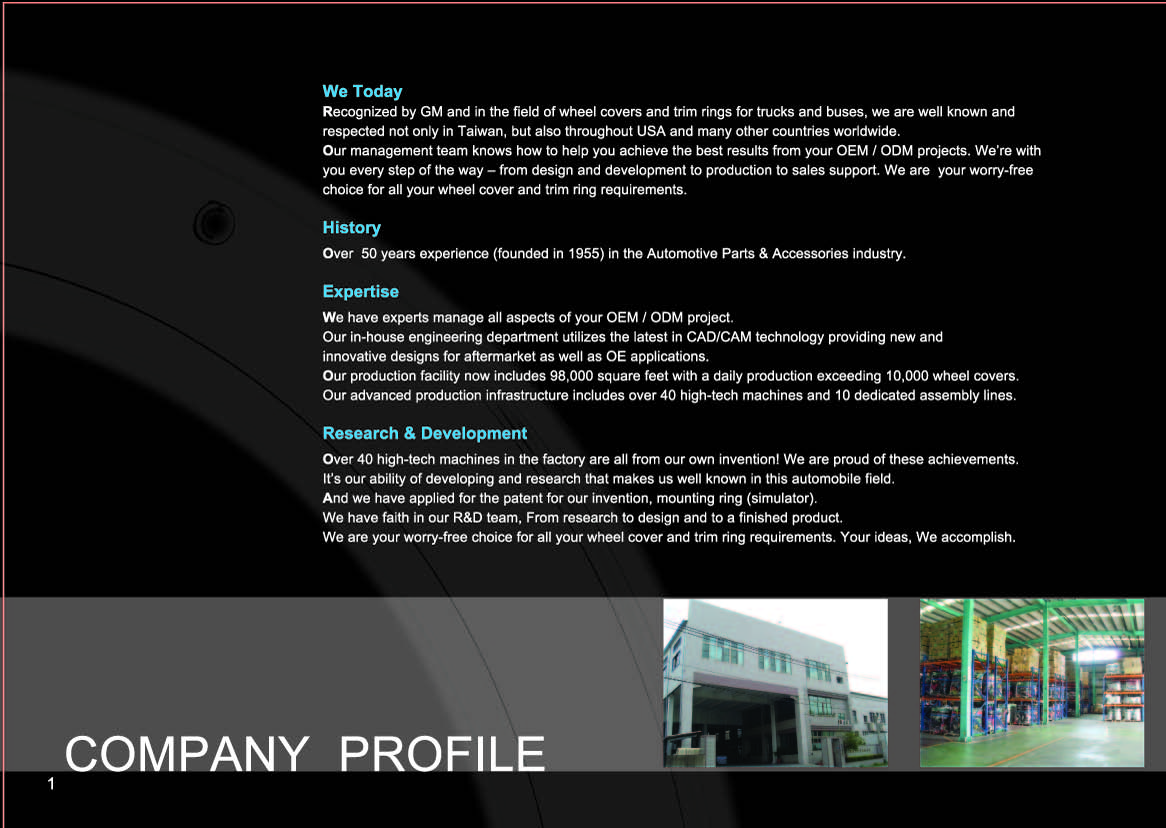 We Today
Recognized by GM and in the field of wheel covers and trim rings for trucks and buses, we are well known and
respected not only in Taiwan, but also throughout USA and many other countries worldwide.
Our management team knows how to help you achieve the best results from your OEM / ODM projects. We're with
you every step of the way – from design and development to production to sales support. We are  your worry-free
choice for all your wheel cover and trim ring requirements.
History
Over  50 years experience (founded in 1955) in the Automotive Parts & Accessories industry.
Expertise
We have experts manage all aspects of your OEM / ODM project.
Our in-house engineering department utilizes the latest in CAD/CAM technology providing new and
innovative designs for aftermarket as well as OE applications.
Our production facility now includes 98,000 square feet with a daily production exceeding 10,000 wheel covers.
Our advanced production infrastructure includes over 40 high-tech machines and 10 dedicated assembly lines.
Research & Development
Over 40 high-tech machines in the factory are all from our own invention! We are proud of these achievements.
It's our ability of developing and research that makes us well known in this automobile field.
And we have applied for the patent for our invention, mounting ring (simulator).
We have faith in our R&D team, From research to design and to a finished product.
We are your worry-free choice for all your wheel cover and trim ring requirements. Your ideas, We accomplish.
COMPANY  PROFILE
1